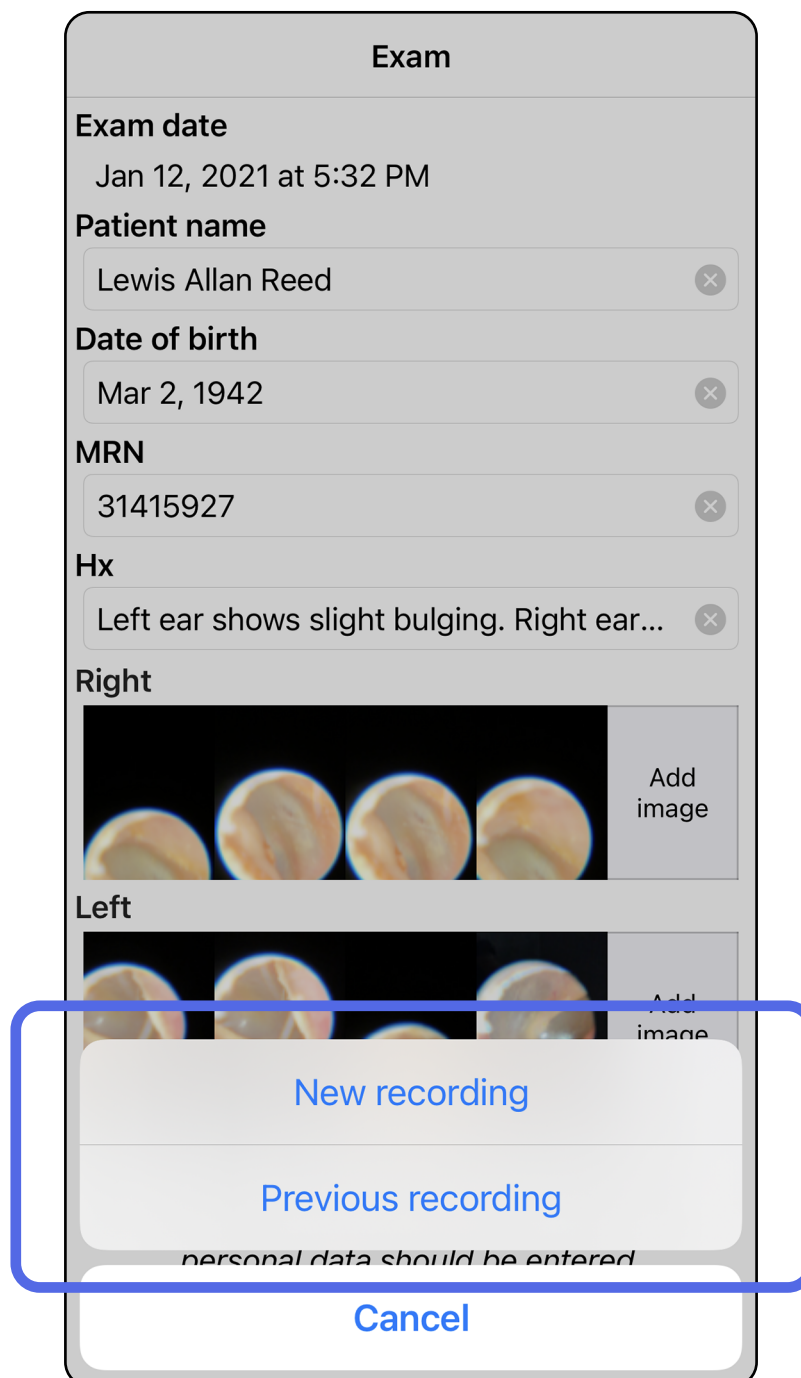 Exam
Exam date
Jan 12, 2021 at 5:32 PM
Patient name
Lewis Allan Reed
Date of birth
Mar 2, 1942
MRN
31415927
Hx
Left ear shows slight bulging. Right ear...
Right
Add
image
Left
Add
image
New recording
Previous recording
personal data should be entered
Cancel